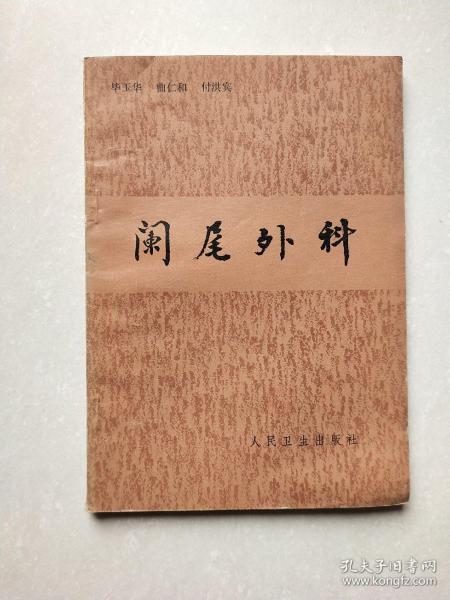 毕玉华 曲仁和 付洪宾
阑尾外科
人民卫生出版社
孔夫子旧书网
www.kongfz.com